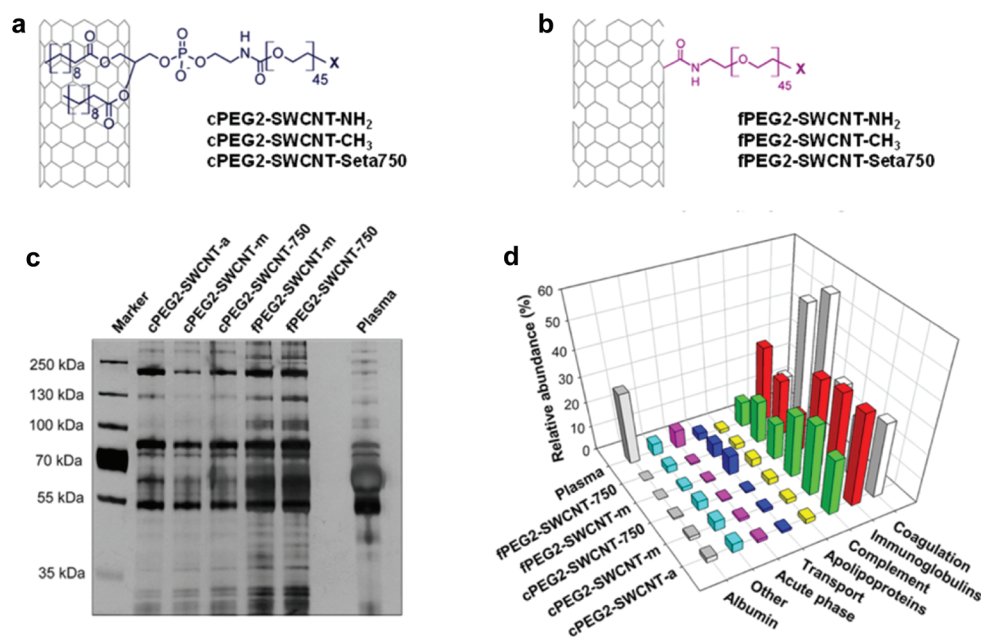 a
b
8
O
O
O
O
P
O
O
O-
H
N
O
O
45
X
8
O
O
cPEG2-SWCNT-NH2
cPEG2-SWCNT-CH3
cPEG2-SWCNT-Seta750
O
N
H
O
45
X
fPEG2-SWCNT-NH2
fPEG2-SWCNT-CH3
fPEG2-SWCNT-Seta750
c
Marker
cPEG2-SWCNT-a
cPEG2-SWCNT-m
cPEG2-SWCNT-750
fPEG2-SWCNT-m
fPEG2-SWCNT-750
Plasma
250 kDa
130 kDa
100 kDa
70 kDa
55 kDa
35 kDa
d
Relative abundance (%)
60
50
40
30
20
10
0
Plasma
fPEG2-SWCNT-750
fPEG2-SWCNT-m
cPEG2-SWCNT-750
cPEG2-SWCNT-m
cPEG2-SWCNT-a
Coagulation
Immunoglobulins
Complement
Apolipoproteins
Transport
Acute phase
Other
Albumin